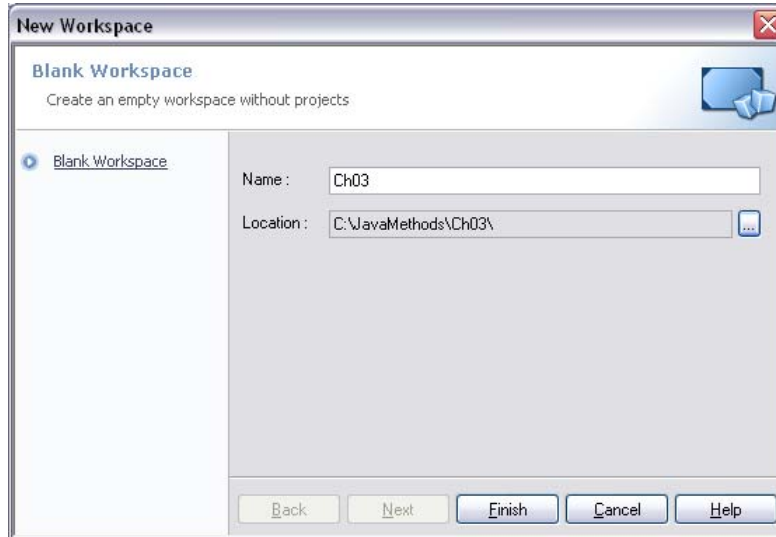 New Workspace
Blank Workspace
Create an empty workspace without projects
Blank Workspace
Name :
Ch03
Location :
C:\JavaMethods\Ch03\
...
Back
Next
Finish
Cancel
Help